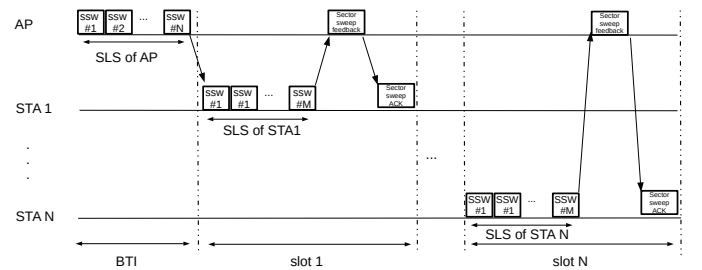 AP
SSW #1
SSW #2
...
SSW #N
Sector sweep feedback
Sector sweep feedback
SLS of AP
STA 1
SSW #1
SSW #1
...
SSW #M
Sector sweep ACK
SLS of STA1
...
.
.
.
STA N
SSW #1
SSW #1
...
SSW #M
Sector sweep ACK
SLS of STA N
BTI
slot 1
slot N